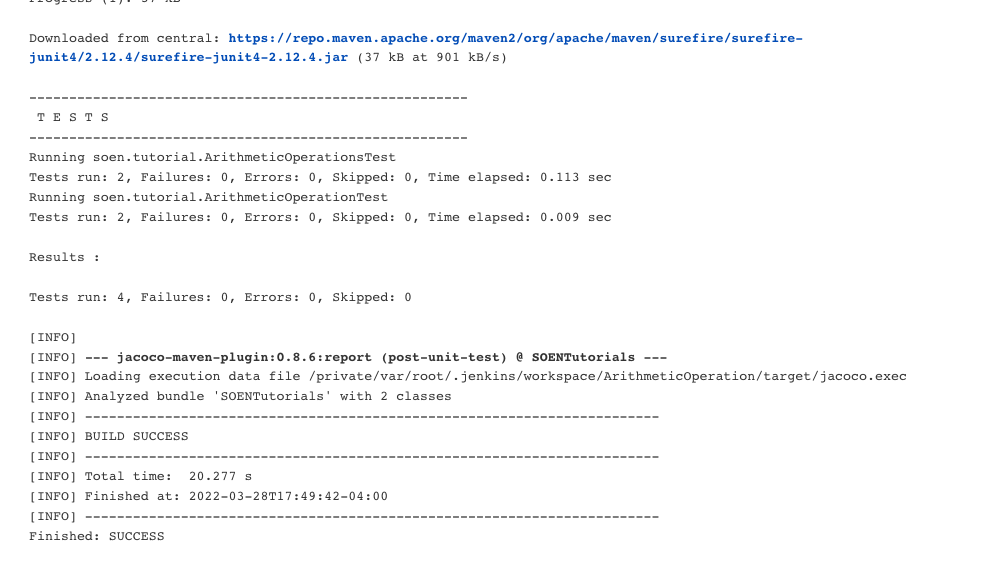 Progress (1): 37 kB
Downloaded from central: https://repo.maven.apache.org/maven2/org/apache/maven/surefire/surefire-
junit4/2.12.4/surefire-junit4-2.12.4.jar (37 kB at 901 kB/s)
-------------------------------------------------------
T E S T S
-------------------------------------------------------
Running soen.tutorial.ArithmeticOperationsTest
Tests run: 2, Failures: 0, Errors: 0, Skipped: 0, Time elapsed: 0.113 sec
Running soen.tutorial.ArithmeticOperationTest
Tests run: 2, Failures: 0, Errors: 0, Skipped: 0, Time elapsed: 0.009 sec
Results :
Tests run: 4, Failures: 0, Errors: 0, Skipped: 0
[INFO]
[INFO] --- jacoco-maven-plugin:0.8.6:report (post-unit-test) @ SOENTutorials ---
[INFO] Loading execution data file /private/var/root/.jenkins/workspace/ArithmeticOperation/target/jacoco.exec
[INFO] Analyzed bundle 'SOENTutorials' with 2 classes
[INFO] ------------------------------------------------------------------------
[INFO] BUILD SUCCESS
[INFO] ------------------------------------------------------------------------
[INFO] Total time:  20.277 s
[INFO] Finished at: 2022-03-28T17:49:42-04:00
[INFO] ------------------------------------------------------------------------
Finished: SUCCESS